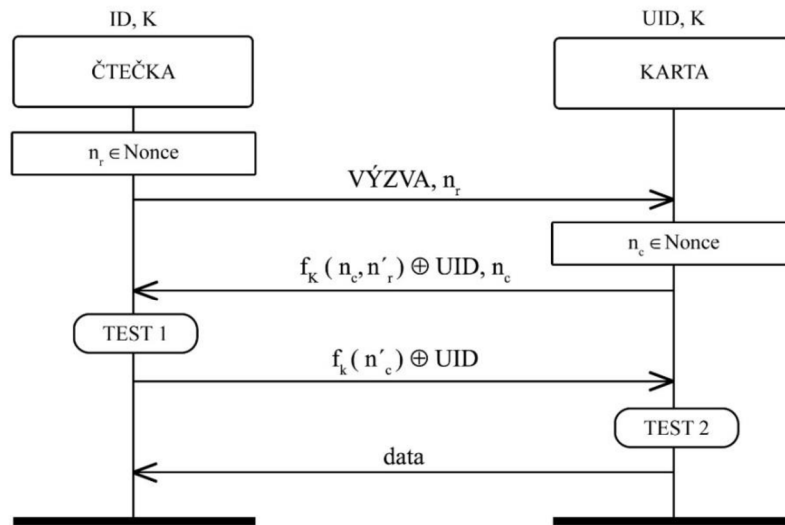 ID, K
UID, K
ČTEČKA
KARTA
n_r ∈ Nonce
VÝZVA, n_r
n_c ∈ Nonce
f_K ( n_c, n´_r ) ⊕ UID, n_c
TEST 1
f_k ( n´_c ) ⊕ UID
TEST 2
data